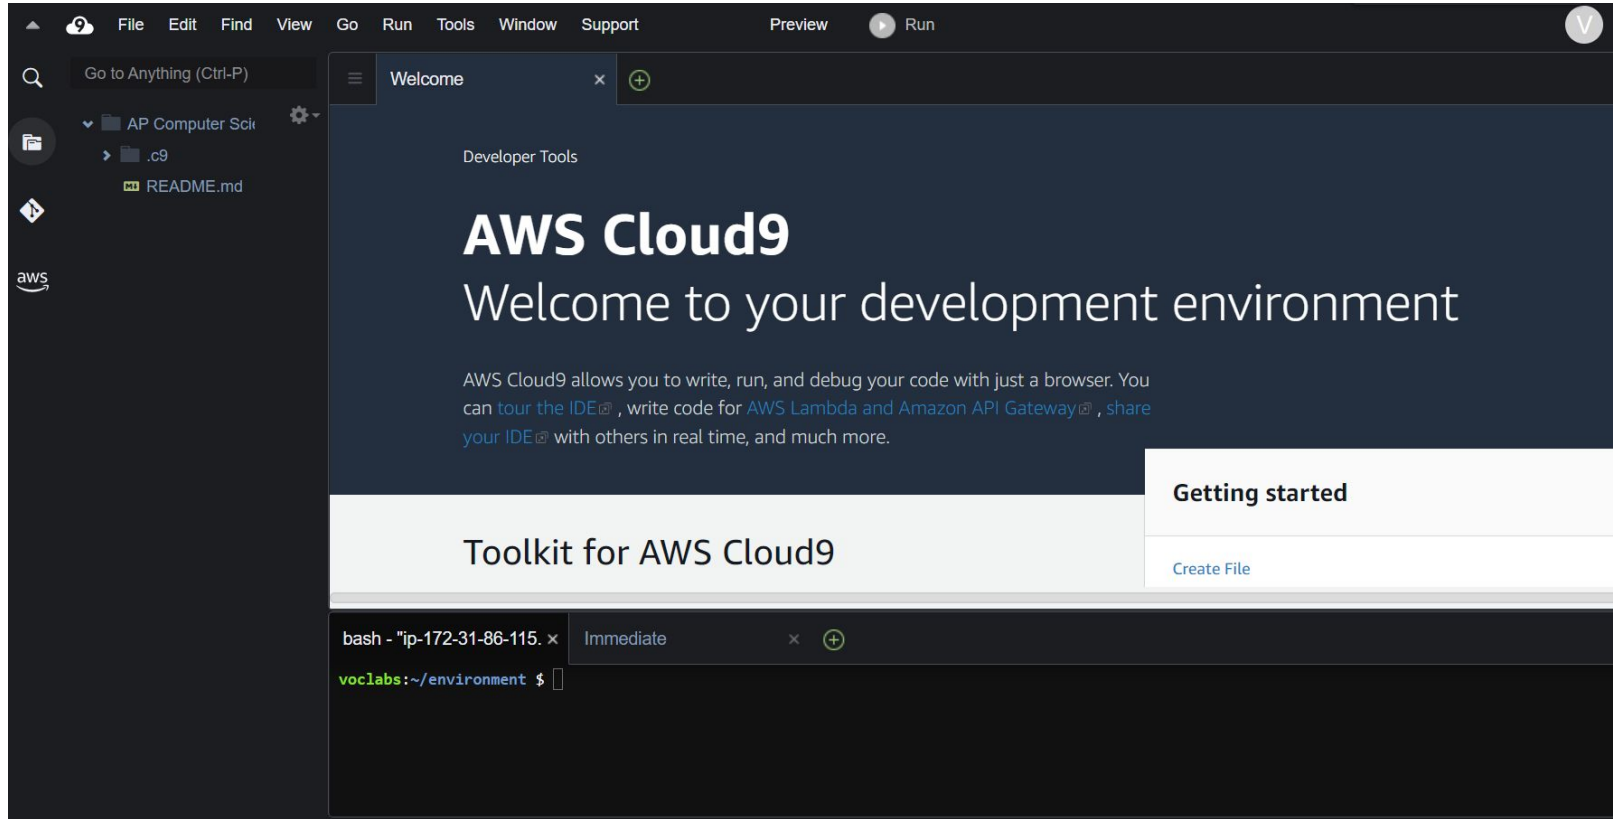 9 File Edit Find View Go Run Tools Window Support Preview Run V
Go to Anything (Ctrl-P)
Welcome
AP Computer Scie
.c9
README.md
aws
Developer Tools
AWS Cloud9
Welcome to your development environment
AWS Cloud9 allows you to write, run, and debug your code with just a browser. You
can tour the IDE , write code for AWS Lambda and Amazon API Gateway , share
your IDE with others in real time, and much more.
Getting started
Toolkit for AWS Cloud9
Create File
bash - "ip-172-31-86-115. Immediate
voclabs:~/environment $